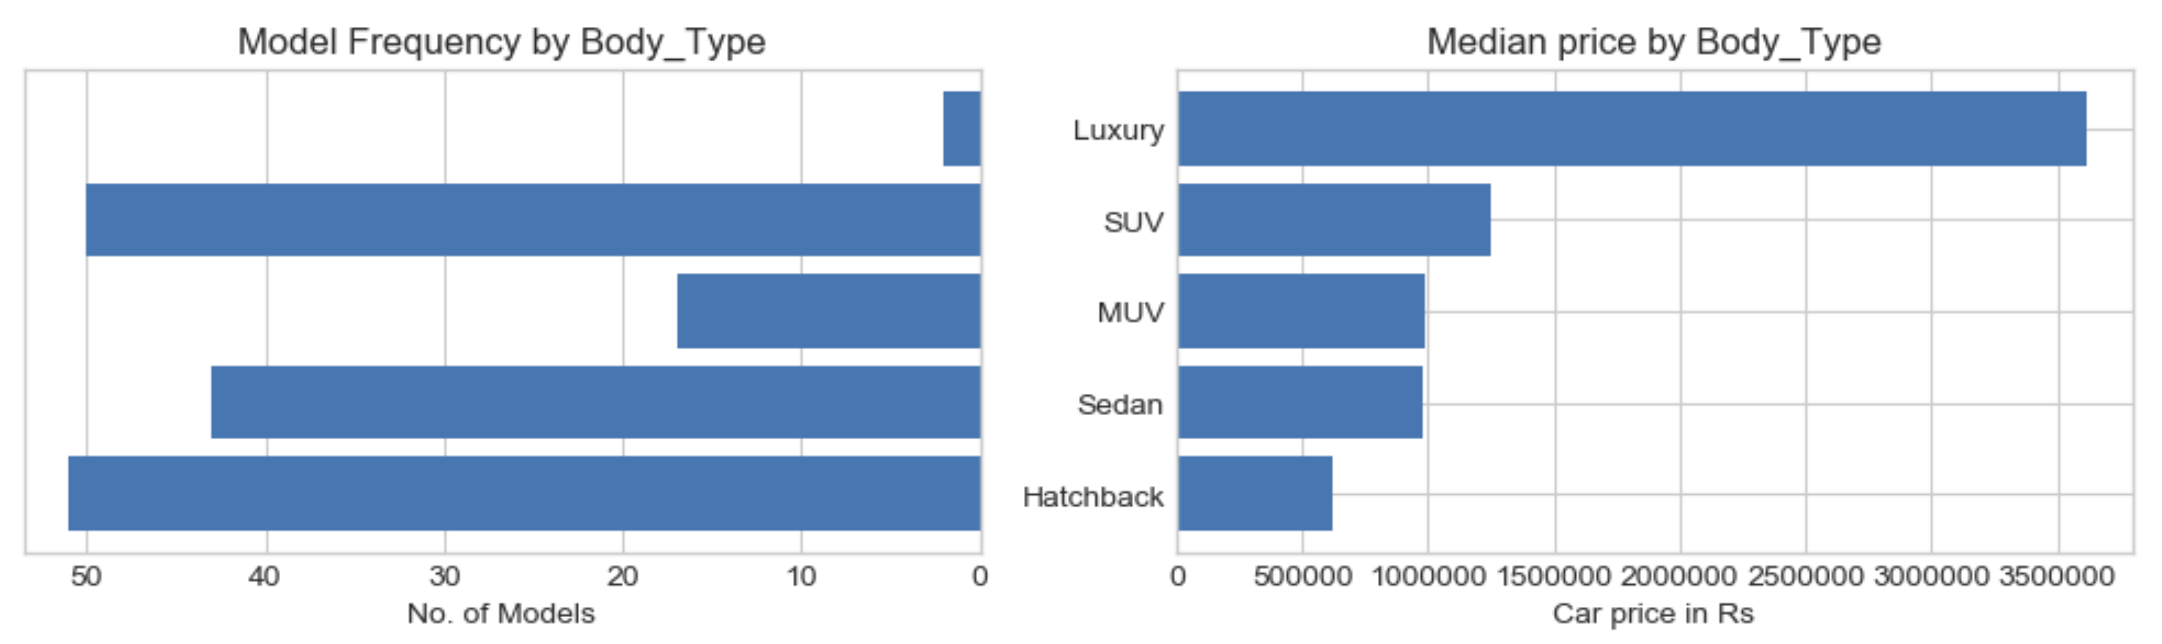 Model Frequency by Body_Type
50 40 30 20 10 0
No. of Models
Median price by Body_Type
Luxury
SUV
MUV
Sedan
Hatchback
0 500000 1000000 1500000 2000000 2500000 3000000 3500000
Car price in Rs